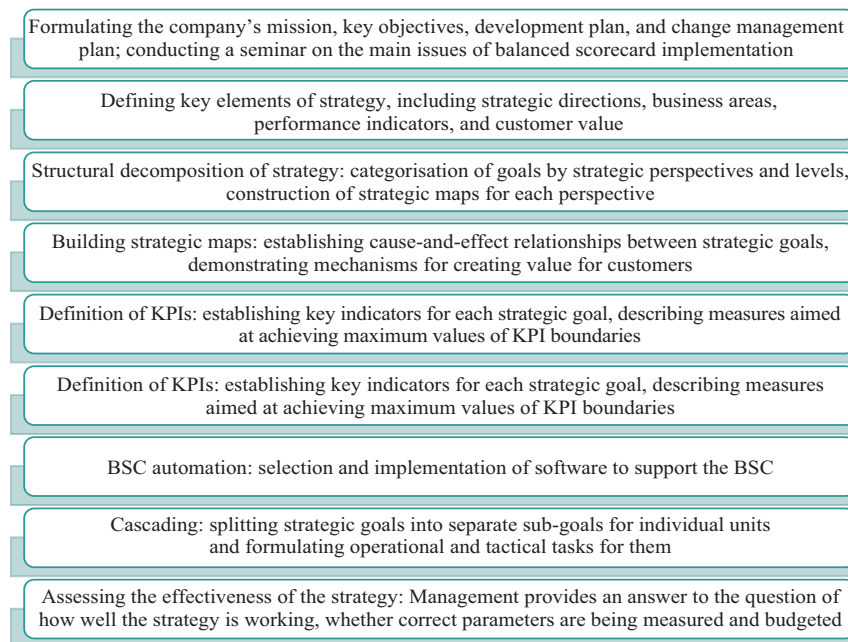 Formulating the company’s mission, key objectives, development plan, and change management
plan; conducting a seminar on the main issues of balanced scorecard implementation
Defining key elements of strategy, including strategic directions, business areas,
performance indicators, and customer value
Structural decomposition of strategy: categorisation of goals by strategic perspectives and levels,
construction of strategic maps for each perspective
Building strategic maps: establishing cause-and-effect relationships between strategic goals,
demonstrating mechanisms for creating value for customers
Definition of KPIs: establishing key indicators for each strategic goal, describing measures aimed
at achieving maximum values of KPI boundaries
Definition of KPIs: establishing key indicators for each strategic goal, describing measures
aimed at achieving maximum values of KPI boundaries
BSC automation: selection and implementation of software to support the BSC
Cascading: splitting strategic goals into separate sub-goals for individual units
and formulating operational and tactical tasks for them
Assessing the effectiveness of the strategy: Management provides an answer to the question of
how well the strategy is working, whether correct parameters are being measured and budgeted